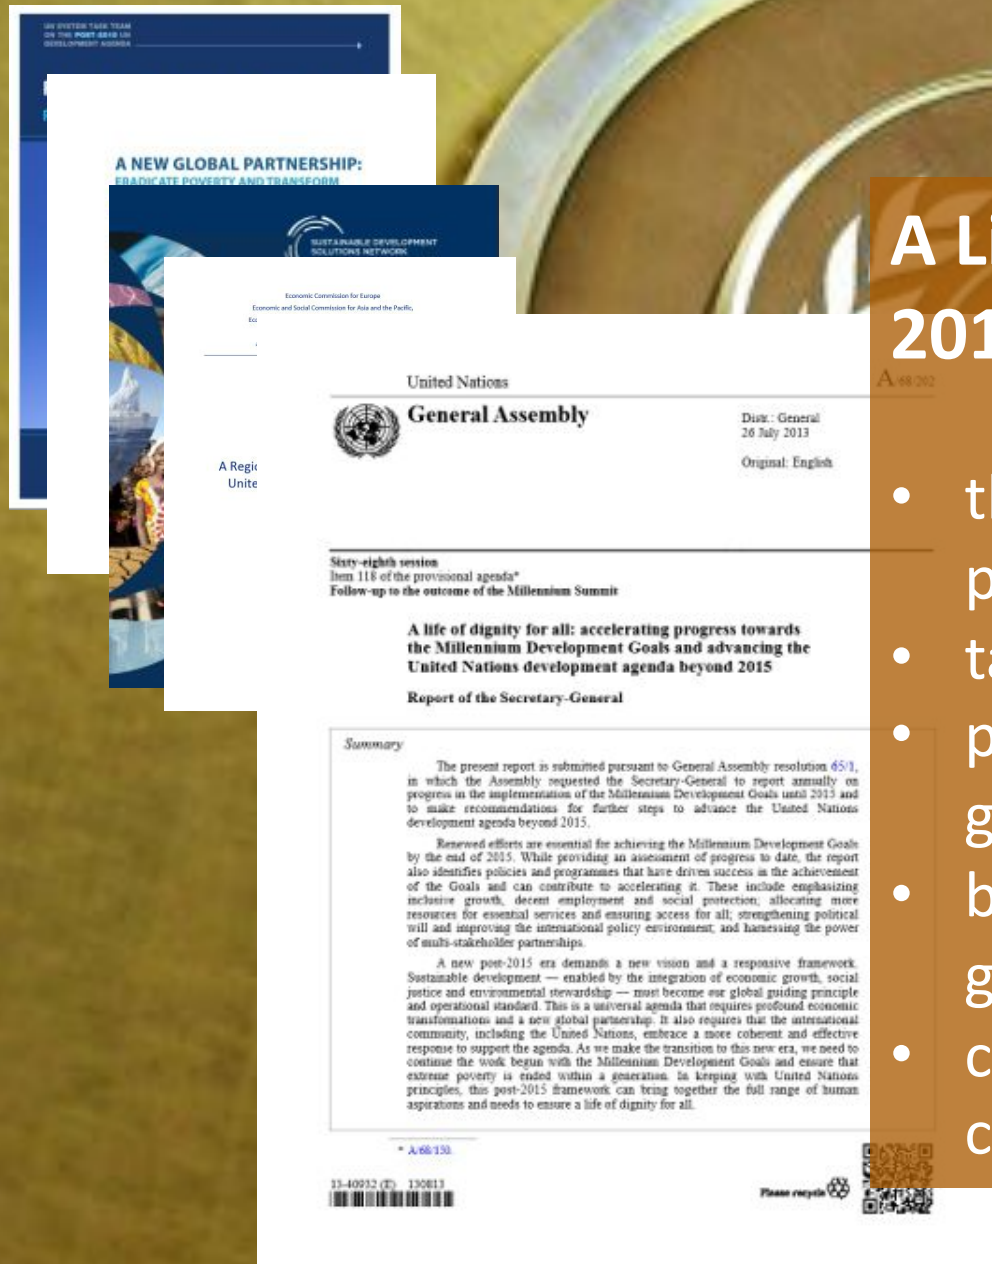 UN SYSTEM TASK TEAM
ON THE POST-2015 UN
DEVELOPMENT AGENDA
A NEW GLOBAL PARTNERSHIP:
ERADICATE POVERTY AND TRANSFORM
SUSTAINABLE DEVELOPMENT
SOLUTIONS NETWORK
Economic Commission for Europe
Economic and Social Commission for Asia and the Pacific,
Ec
A Regio
Unite
United Nations
A/68/202
General Assembly
Distr.: General
26 July 2013
Original: English
Sixty-eighth session
Item 118 of the provisional agenda*
Follow-up to the outcome of the Millennium Summit
A life of dignity for all: accelerating progress towards
the Millennium Development Goals and advancing the
United Nations development agenda beyond 2015
Report of the Secretary-General
Summary
The present report is submitted pursuant to General Assembly resolution 65/1,
in which the Assembly requested the Secretary-General to report annually on
progress in the implementation of the Millennium Development Goals until 2015 and
to make recommendations for further steps to advance the United Nations
development agenda beyond 2015.
Renewed efforts are essential for achieving the Millennium Development Goals
by the end of 2015. While providing an assessment of progress to date, the report
also identifies policies and programmes that have driven success in the achievement
of the Goals and can contribute to accelerating it. These include emphasizing
inclusive growth, decent employment and social protection; allocating more
resources for essential services and ensuring access for all; strengthening political
will and improving the international policy environment; and harnessing the power
of multi-stakeholder partnerships.
A new post-2015 era demands a new vision and a responsive framework.
Sustainable development — enabled by the integration of economic growth, social
justice and environmental stewardship — must become our global guiding principle
and operational standard. This is a universal agenda that requires profound economic
transformations and a new global partnership. It also requires that the international
community, including the United Nations, embrace a more coherent and effective
response to support the agenda. As we make the transition to this new era, we need to
continue the work begun with the Millennium Development Goals and ensure that
extreme poverty is ended within a generation. In keeping with United Nations
principles, this post-2015 framework can bring together the full range of human
aspirations and needs to ensure a life of dignity for all.
* A/68/150.
13-40932 (E) 130813
Please recycle
A Li
201
• t
p
• ta
• p
g
• b
g
• c
c